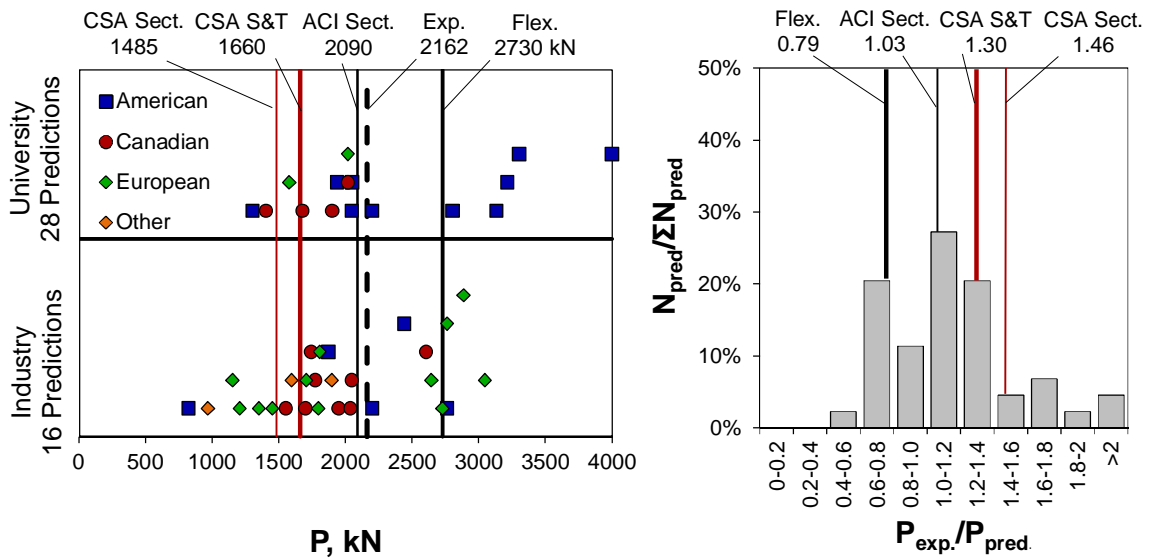 CSA Sect.
1485
CSA S&T
1660
ACI Sect.
2090
Exp.
2162
Flex.
2730 kN
American
Canadian
European
Other
University
28 Predictions
Industry
16 Predictions
0
500
1000
1500
2000
2500
3000
3500
4000
P, kN
Flex.
0.79
ACI Sect.
1.03
CSA S&T
1.30
CSA Sect.
1.46
50%
40%
30%
20%
10%
0%
Npred/ΣNpred
0-0.2
0.2-0.4
0.4-0.6
0.6-0.8
0.8-1.0
1.0-1.2
1.2-1.4
1.4-1.6
1.6-1.8
1.8-2
>2
Pexp./Ppred.